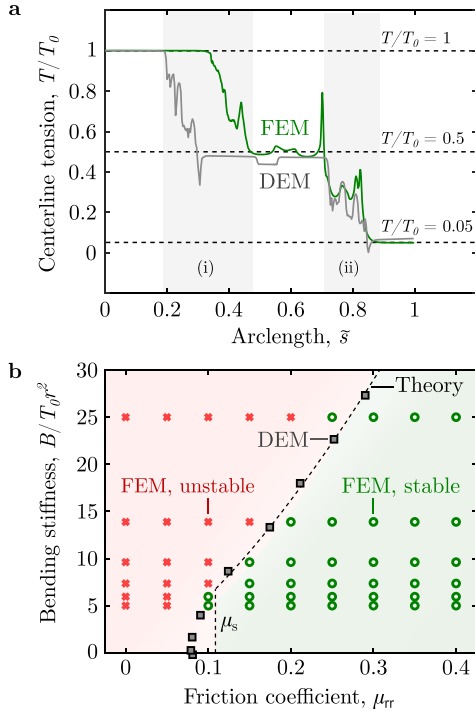 a
Centerline tension, T/T₀
1
0.8
0.6
0.4
0.2
0
T/T₀ = 1
FEM
T/T₀ = 0.5
DEM
T/T₀ = 0.05
(i)
(ii)
0 0.2 0.4 0.6 0.8 1
Arclength, s̃
b
Bending stiffness, B/T₀r²
30
25
20
15
10
5
0
Theory
DEM
FEM, unstable
FEM, stable
μₛ
0 0.1 0.2 0.3 0.4
Friction coefficient, μᵣᵣ